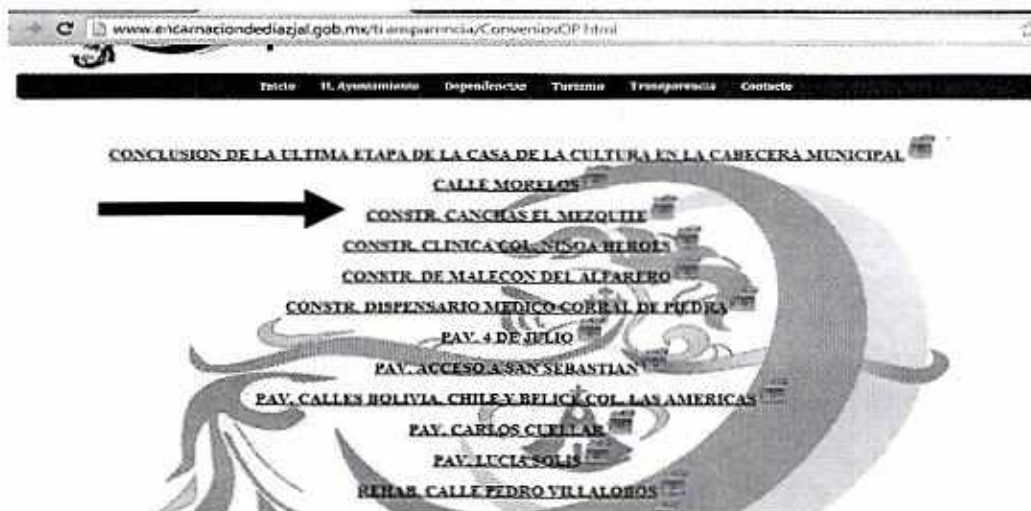 www.encarnaciondediazjal.gob.mx/transparencia/ConveniosOP.html
Inicio H. Ayuntamiento Dependencias Turismo Transparencia Contacto
CONCLUSION DE LA ULTIMA ETAPA DE LA CASA DE LA CULTURA EN LA CABECERA MUNICIPAL
CALLE MORELOS
CONSTR. CANCHAS EL MEZQUITE
CONSTR. CLINICA COL. NINOA HEROES
CONSTR. DE MALECON DEL ALFARERO
CONSTR. DISPENSARIO MEDICO CORRAL DE PIEDRA
PAV. 4 DE JULIO
PAV. ACCESO A SAN SEBASTIAN
PAV. CALLES BOLIVIA, CHILE Y BELICE COL. LAS AMERICAS
PAV. CARLOS CUELLAR
PAV. LUCIA SOLIS
REHAB. CALLE PEDRO VILLALOBOS